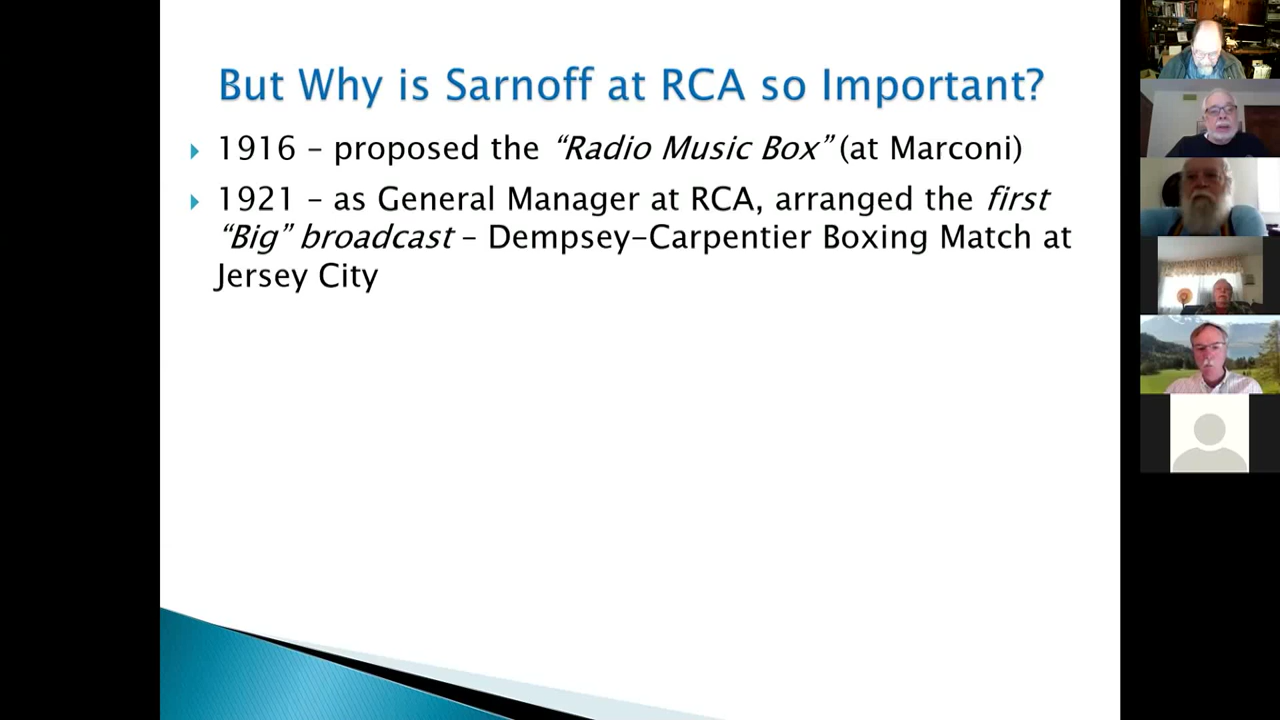 But Why is Sarnoff at RCA so Important?
1916 – proposed the “Radio Music Box” (at Marconi)
1921 – as General Manager at RCA, arranged the first
“Big” broadcast – Dempsey-Carpentier Boxing Match at
Jersey City